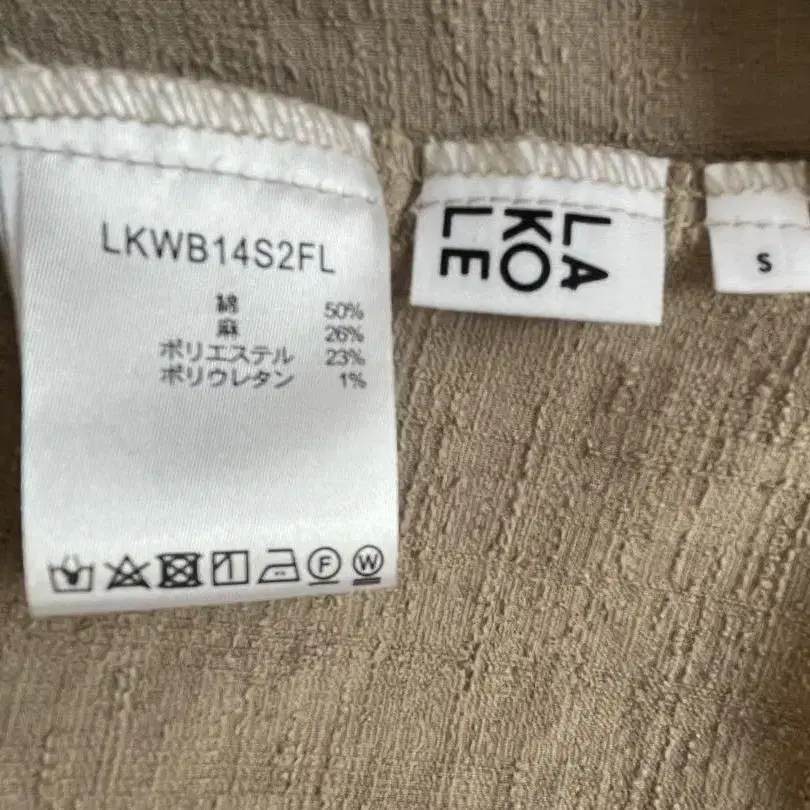 LKWB14S2FL
綿 50%
麻 26%
ポリエステル 23%
ポリウレタン 1%
F
W
LA
KO
LE
S